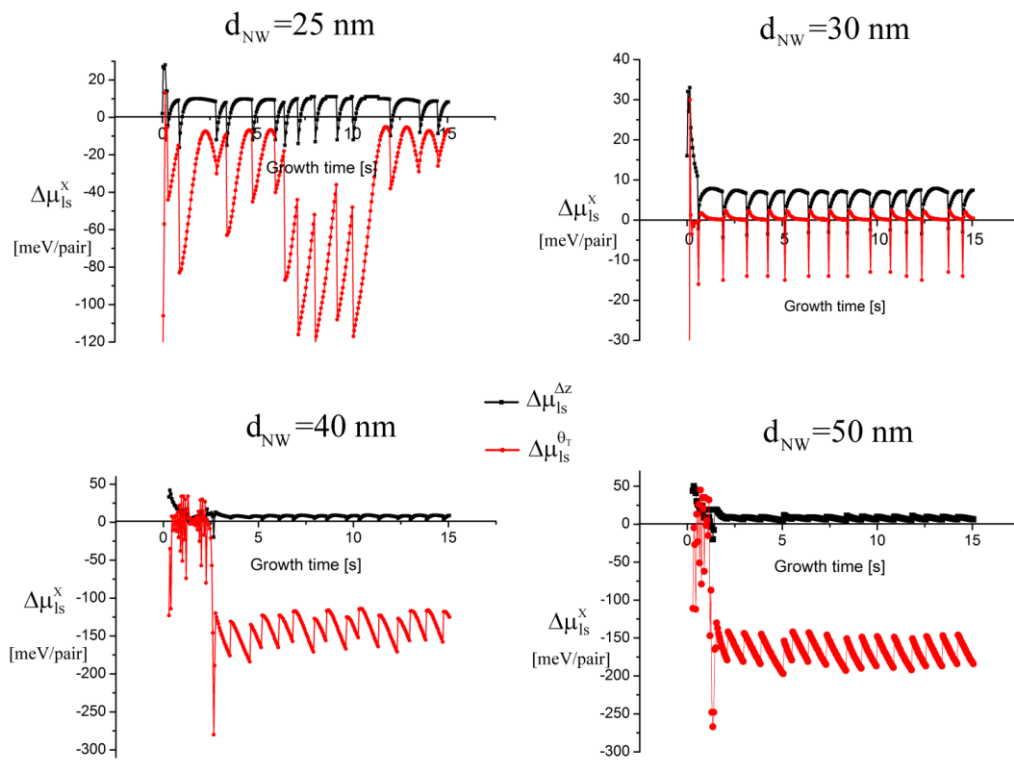 d_NW=25 nm
20
0
-20
-40
-60
-80
-100
-120
0
5
10
15
Growth time [s]
Δμ_ls^X
[meV/pair]
d_NW=30 nm
40
30
20
10
0
-10
-20
-30
0
5
10
15
Growth time [s]
Δμ_ls^X
[meV/pair]
Δμ_ls^Δz
Δμ_ls^θ_T
d_NW=40 nm
50
0
-50
-100
-150
-200
-250
-300
0
5
10
15
Growth time [s]
Δμ_ls^X
[meV/pair]
d_NW=50 nm
50
0
-50
-100
-150
-200
-250
-300
0
5
10
15
Growth time [s]
Δμ_ls^X
[meV/pair]